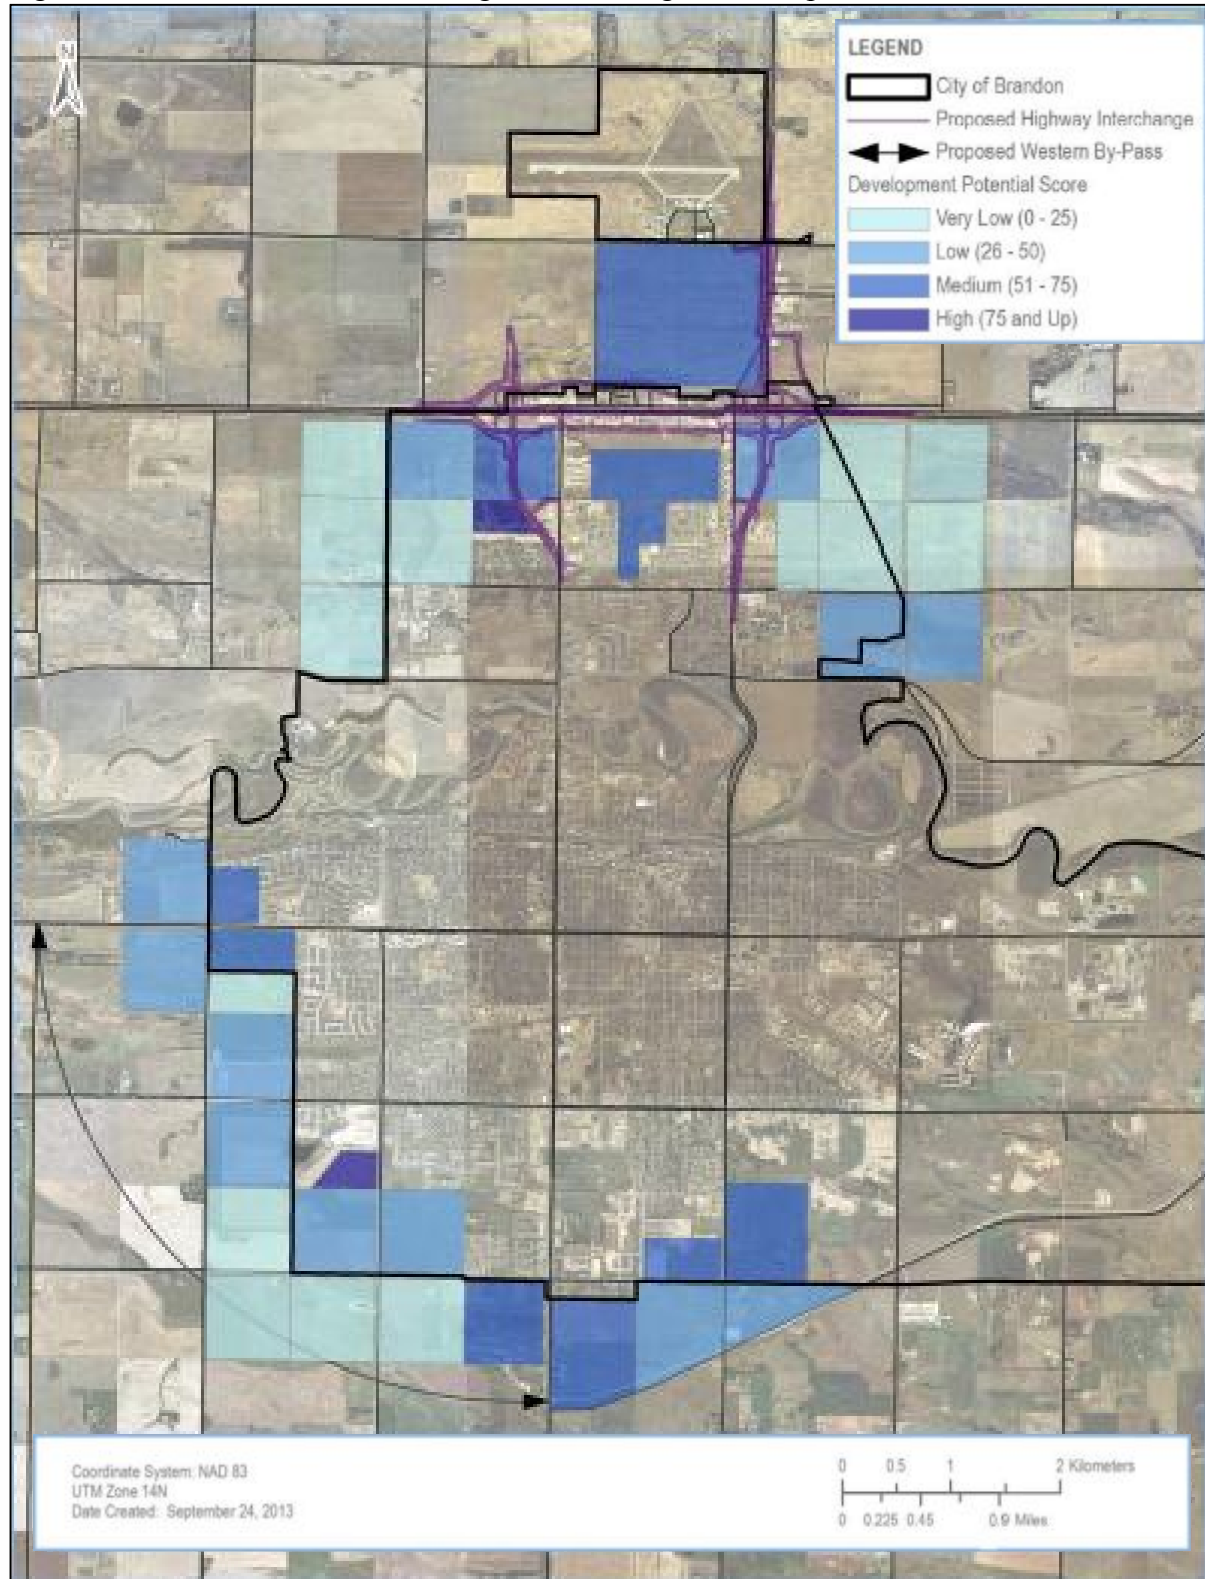 N
LEGEND
City of Brandon
Proposed Highway Interchange
Proposed Western By-Pass
Development Potential Score
Very Low (0 - 25)
Low (26 - 50)
Medium (51 - 75)
High (75 and Up)
Coordinate System: NAD 83
UTM Zone 14N
Date Created: September 24, 2013
0 0.5 1 2 Kilometers
0 0.225 0.45 0.9 Miles